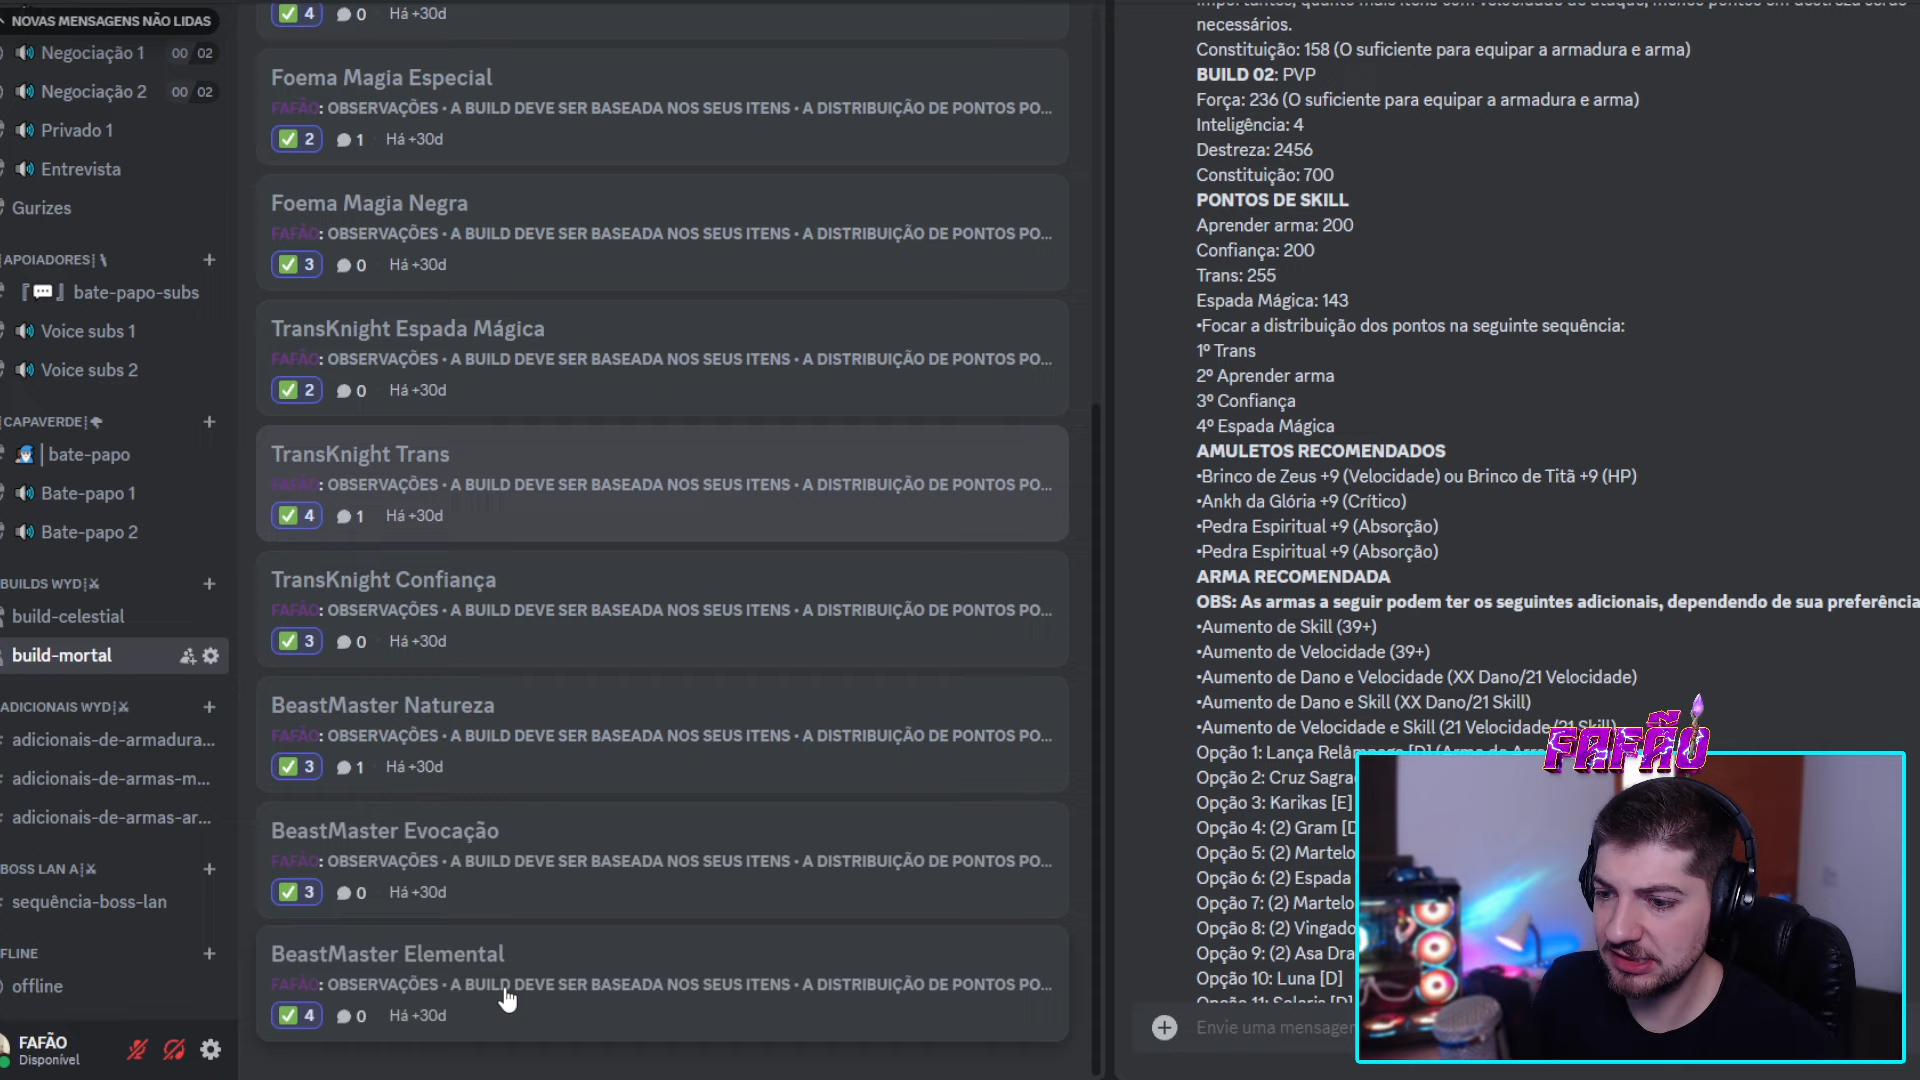 NOVAS MENSAGENS NÃO LIDAS
Negociação 1 00 02
Negociação 2 00 02
Privado 1
Entrevista
Gurizes
APOIADORES
bate-papo-subs
Voice subs 1
Voice subs 2
CAPAVERDE
bate-papo
Bate-papo 1
Bate-papo 2
BUILDS WYD
build-celestial
build-mortal
ADICIONAIS WYD
adicionais-de-armadura...
adicionais-de-armas-m...
adicionais-de-armas-ar...
BOSS LAN A
sequência-boss-lan
FLINE
offline
FAFÃO
Disponível
4 0 Há +30d
Foema Magia Especial
FAFÃO: OBSERVAÇÕES • A BUILD DEVE SER BASEADA NOS SEUS ITENS • A DISTRIBUIÇÃO DE PONTOS PO...
2 1 Há +30d
Foema Magia Negra
FAFÃO: OBSERVAÇÕES • A BUILD DEVE SER BASEADA NOS SEUS ITENS • A DISTRIBUIÇÃO DE PONTOS PO...
3 0 Há +30d
TransKnight Espada Mágica
FAFÃO: OBSERVAÇÕES • A BUILD DEVE SER BASEADA NOS SEUS ITENS • A DISTRIBUIÇÃO DE PONTOS PO...
2 0 Há +30d
TransKnight Trans
FAFÃO: OBSERVAÇÕES • A BUILD DEVE SER BASEADA NOS SEUS ITENS • A DISTRIBUIÇÃO DE PONTOS PO...
4 1 Há +30d
TransKnight Confiança
FAFÃO: OBSERVAÇÕES • A BUILD DEVE SER BASEADA NOS SEUS ITENS • A DISTRIBUIÇÃO DE PONTOS PO...
3 0 Há +30d
BeastMaster Natureza
FAFÃO: OBSERVAÇÕES • A BUILD DEVE SER BASEADA NOS SEUS ITENS • A DISTRIBUIÇÃO DE PONTOS PO...
3 1 Há +30d
BeastMaster Evocação
FAFÃO: OBSERVAÇÕES • A BUILD DEVE SER BASEADA NOS SEUS ITENS • A DISTRIBUIÇÃO DE PONTOS PO...
3 0 Há +30d
BeastMaster Elemental
FAFÃO: OBSERVAÇÕES • A BUILD DEVE SER BASEADA NOS SEUS ITENS • A DISTRIBUIÇÃO DE PONTOS PO...
4 0 Há +30d
necessários.
Constituição: 158 (O suficiente para equipar a armadura e arma)
BUILD 02: PVP
Força: 236 (O suficiente para equipar a armadura e arma)
Inteligência: 4
Destreza: 2456
Constituição: 700
PONTOS DE SKILL
Aprender arma: 200
Confiança: 200
Trans: 255
Espada Mágica: 143
•Focar a distribuição dos pontos na seguinte sequência:
1º Trans
2º Aprender arma
3º Confiança
4º Espada Mágica
AMULETOS RECOMENDADOS
•Brinco de Zeus +9 (Velocidade) ou Brinco de Titã +9 (HP)
•Ankh da Glória +9 (Crítico)
•Pedra Espiritual +9 (Absorção)
•Pedra Espiritual +9 (Absorção)
ARMA RECOMENDADA
OBS: As armas a seguir podem ter os seguintes adicionais, dependendo de sua preferência
•Aumento de Skill (39+)
•Aumento de Velocidade (39+)
•Aumento de Dano e Velocidade (XX Dano/21 Velocidade)
•Aumento de Dano e Skill (XX Dano/21 Skill)
•Aumento de Velocidade e Skill (21 Velocidade/21 Skill)
Opção 1: Lança Relâmpago [D] (Arma de
Opção 2: Cruz Sagra
Opção 3: Karikas [E]
Opção 4: (2) Gram [D
Opção 5: (2) Martelo
Opção 6: (2) Espada
Opção 7: (2) Martelo
Opção 8: (2) Vingado
Opção 9: (2) Asa Dra
Opção 10: Luna [D]
Opção 11: Solaris [D]
Envie uma mensagem
FAFÃO